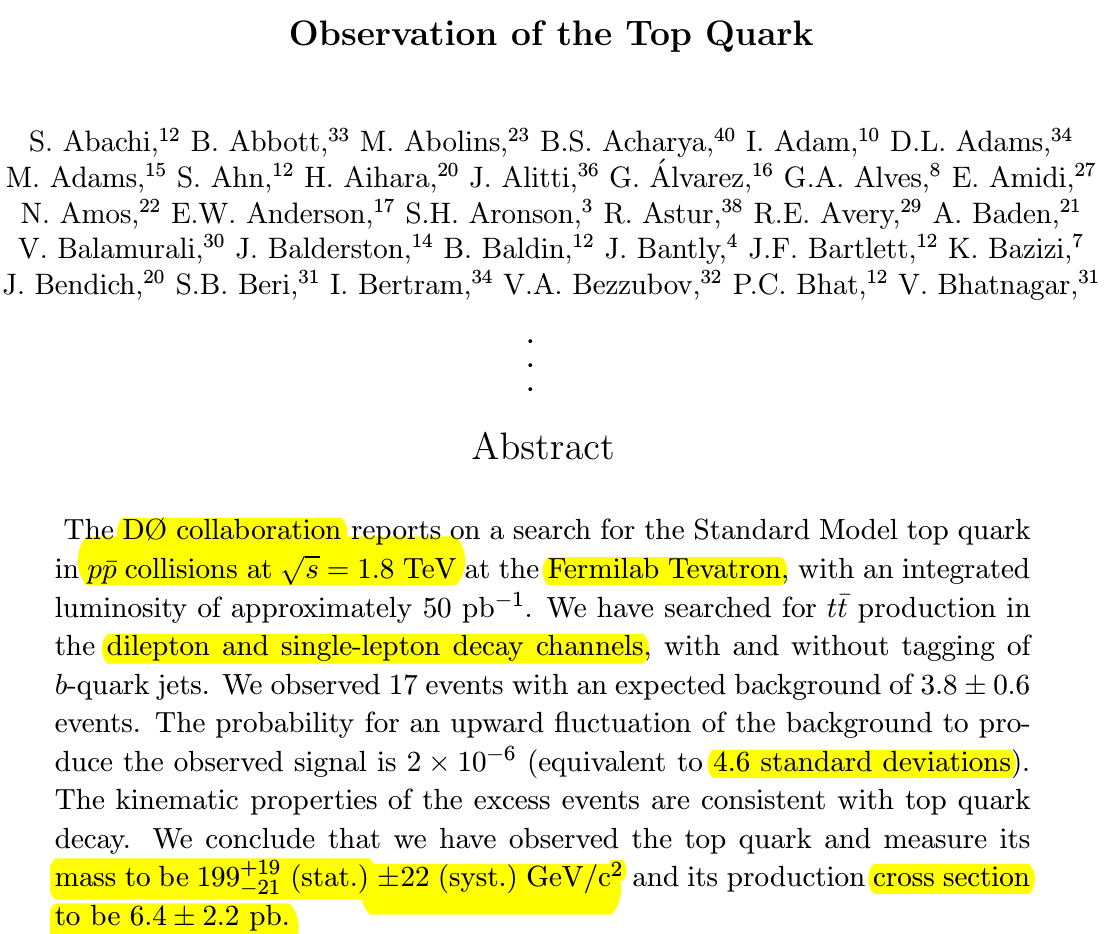 Observation of the Top Quark
S. Abachi,¹² B. Abbott,³³ M. Abolins,²³ B.S. Acharya,⁴⁰ I. Adam,¹⁰ D.L. Adams,³⁴
M. Adams,¹⁵ S. Ahn,¹² H. Aihara,²⁰ J. Alitti,³⁶ G. Álvarez,¹⁶ G.A. Alves,⁸ E. Amidi,²⁷
N. Amos,²² E.W. Anderson,¹⁷ S.H. Aronson,³ R. Astur,³⁸ R.E. Avery,²⁹ A. Baden,²¹
V. Balamurali,³⁰ J. Balderston,¹⁴ B. Baldin,¹² J. Bantly,⁴ J.F. Bartlett,¹² K. Bazizi,⁷
J. Bendich,²⁰ S.B. Beri,³¹ I. Bertram,³⁴ V.A. Bezzubov,³² P.C. Bhat,¹² V. Bhatnagar,³¹
.
.
.
Abstract
The DØ collaboration reports on a search for the Standard Model top quark
in pp̄ collisions at √s = 1.8 TeV at the Fermilab Tevatron, with an integrated
luminosity of approximately 50 pb⁻¹. We have searched for tt̄ production in
the dilepton and single-lepton decay channels, with and without tagging of
b-quark jets. We observed 17 events with an expected background of 3.8 ± 0.6
events. The probability for an upward fluctuation of the background to pro-
duce the observed signal is 2 × 10⁻⁶ (equivalent to 4.6 standard deviations).
The kinematic properties of the excess events are consistent with top quark
decay. We conclude that we have observed the top quark and measure its
mass to be 199⁺¹⁹₋₂₁ (stat.) ±22 (syst.) GeV/c² and its production cross section
to be 6.4 ± 2.2 pb.